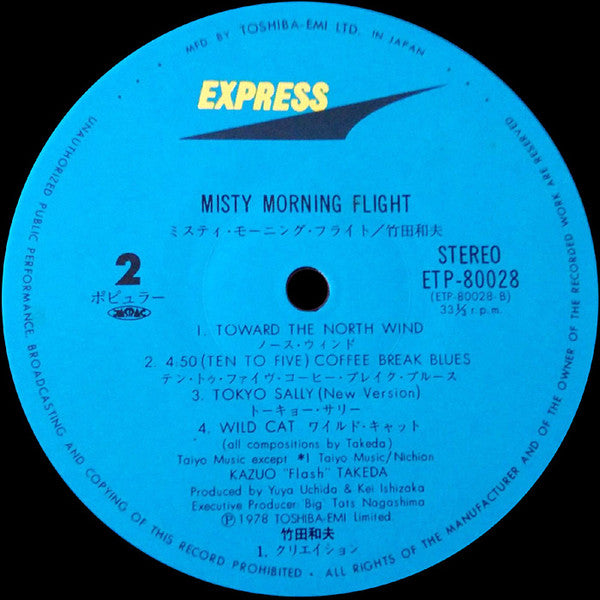 MFD BY TOSHIBA-EMI LTD. IN JAPAN
EXPRESS
MISTY MORNING FLIGHT
ミスティ・モーニング・フライト/竹田和夫
2
ポピュラー
JASRAC
STEREO
ETP-80028
(ETP-80028-B)
33⅓ r.p.m.
1. TOWARD THE NORTH WIND
ノース・ウィンド
2. 4:50 (TEN TO FIVE) COFFEE BREAK BLUES
テン・トゥ・ファイヴ・コーヒー・ブレイク・ブルース
3. TOKYO SALLY (New Version)
トーキョー・サリー
4. WILD CAT ワイルド・キャット
(all compositions by Takeda)
Taiyo Music except *1 Taiyo Music/Nichion
KAZUO "Flash" TAKEDA
Produced by Yuya Uchida & Kei Ishizaka
Executive Producer: Big Tats Nagashima
Ⓟ1978 TOSHIBA-EMI Limited.
竹田和夫
1. クリエイション
UNAUTHORIZED PUBLIC PERFORMANCE, BROADCASTING AND COPYING OF THIS RECORD PROHIBITED · ALL RIGHTS OF THE MANUFACTURER AND OF THE OWNER OF THE RECORDED WORK ARE RESERVED